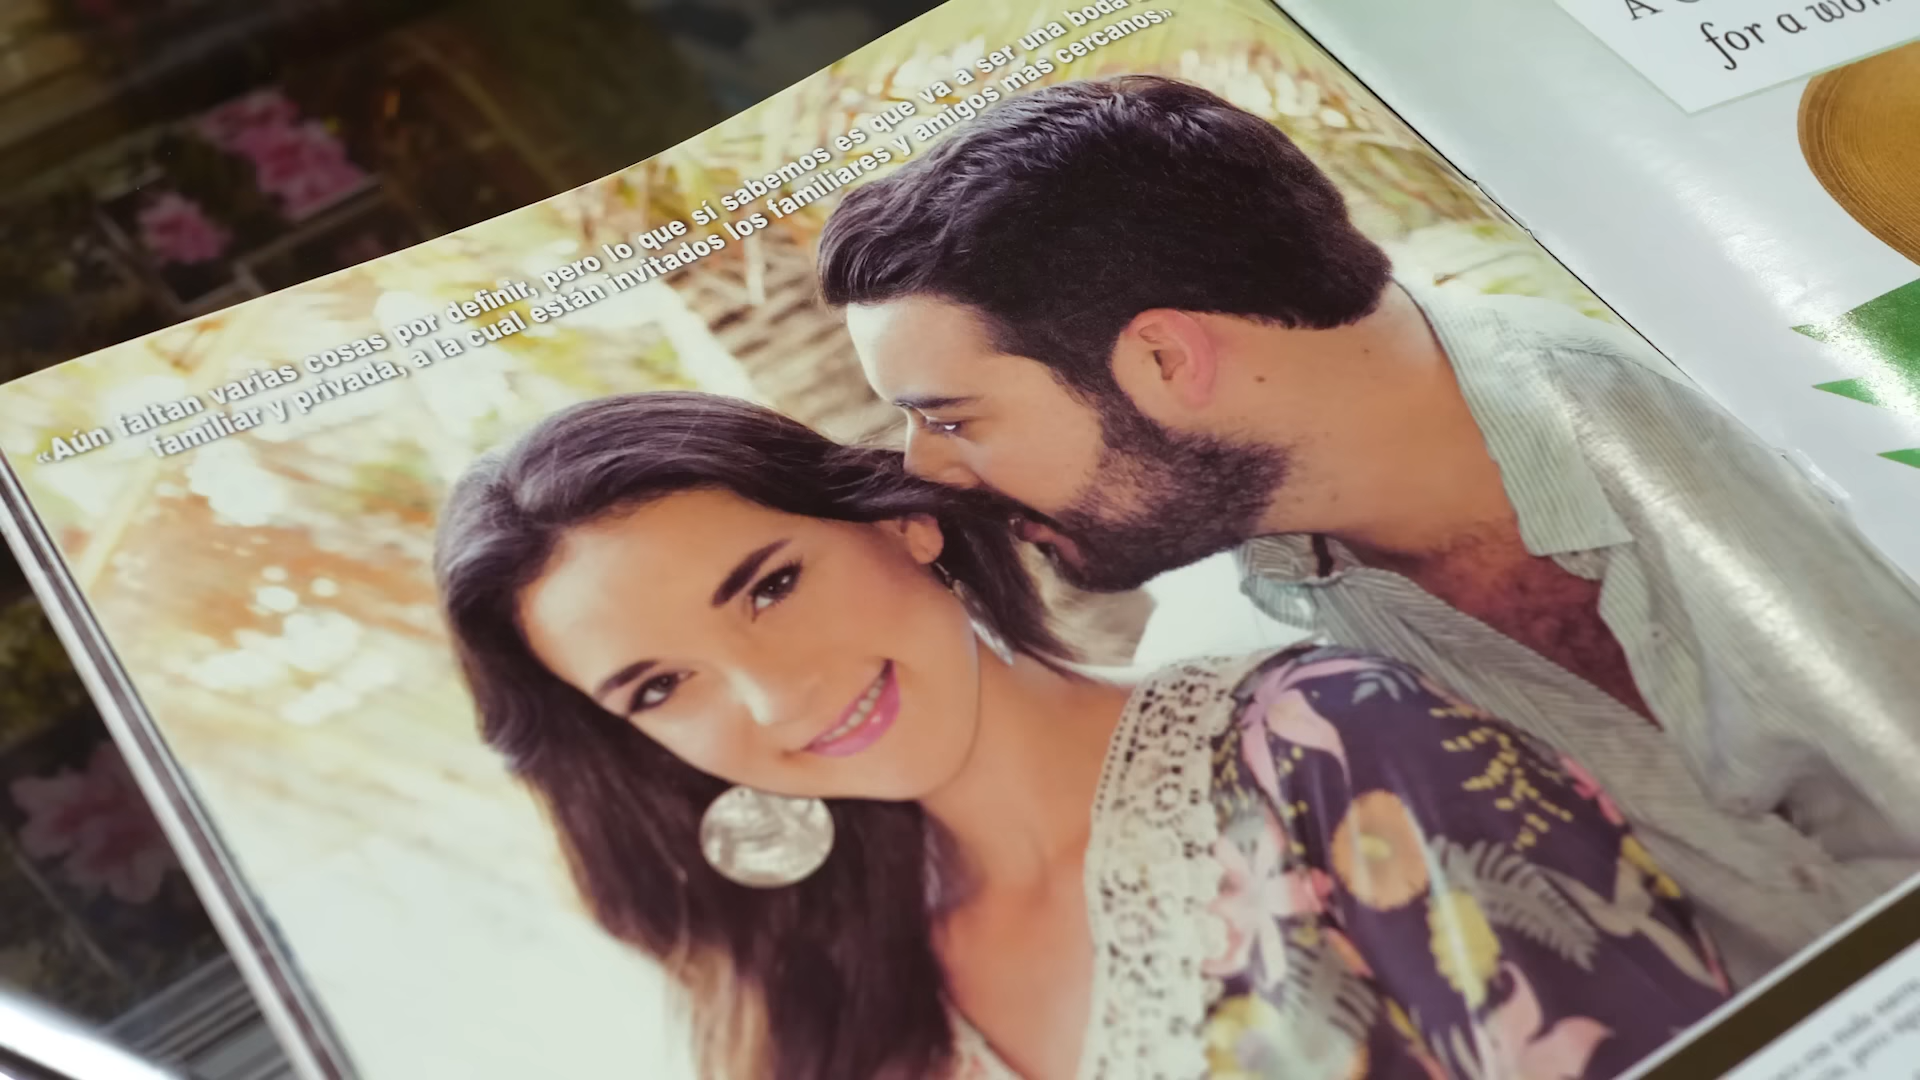 «Aún faltan varias cosas por definir, pero lo que sí sabemos es que va a ser una boda
familiar y privada, a la cual están invitados los familiares y amigos más cercanos»
for a